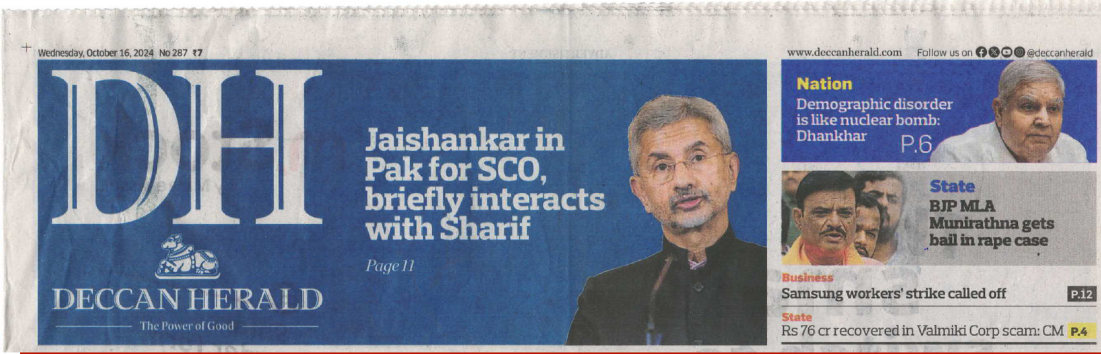 Wednesday, October 16, 2024 No 287 ₹7
www.deccanherald.com Follow us on @deccanherald
DH
DECCAN HERALD
The Power of Good
Jaishankar in
Pak for SCO,
briefly interacts
with Sharif
Page 11
Nation
Demographic disorder
is like nuclear bomb:
Dhankhar
P.6
State
BJP MLA
Munirathna gets
bail in rape case
Business
Samsung workers' strike called off P.12
State
Rs 76 cr recovered in Valmiki Corp scam: CM P.4